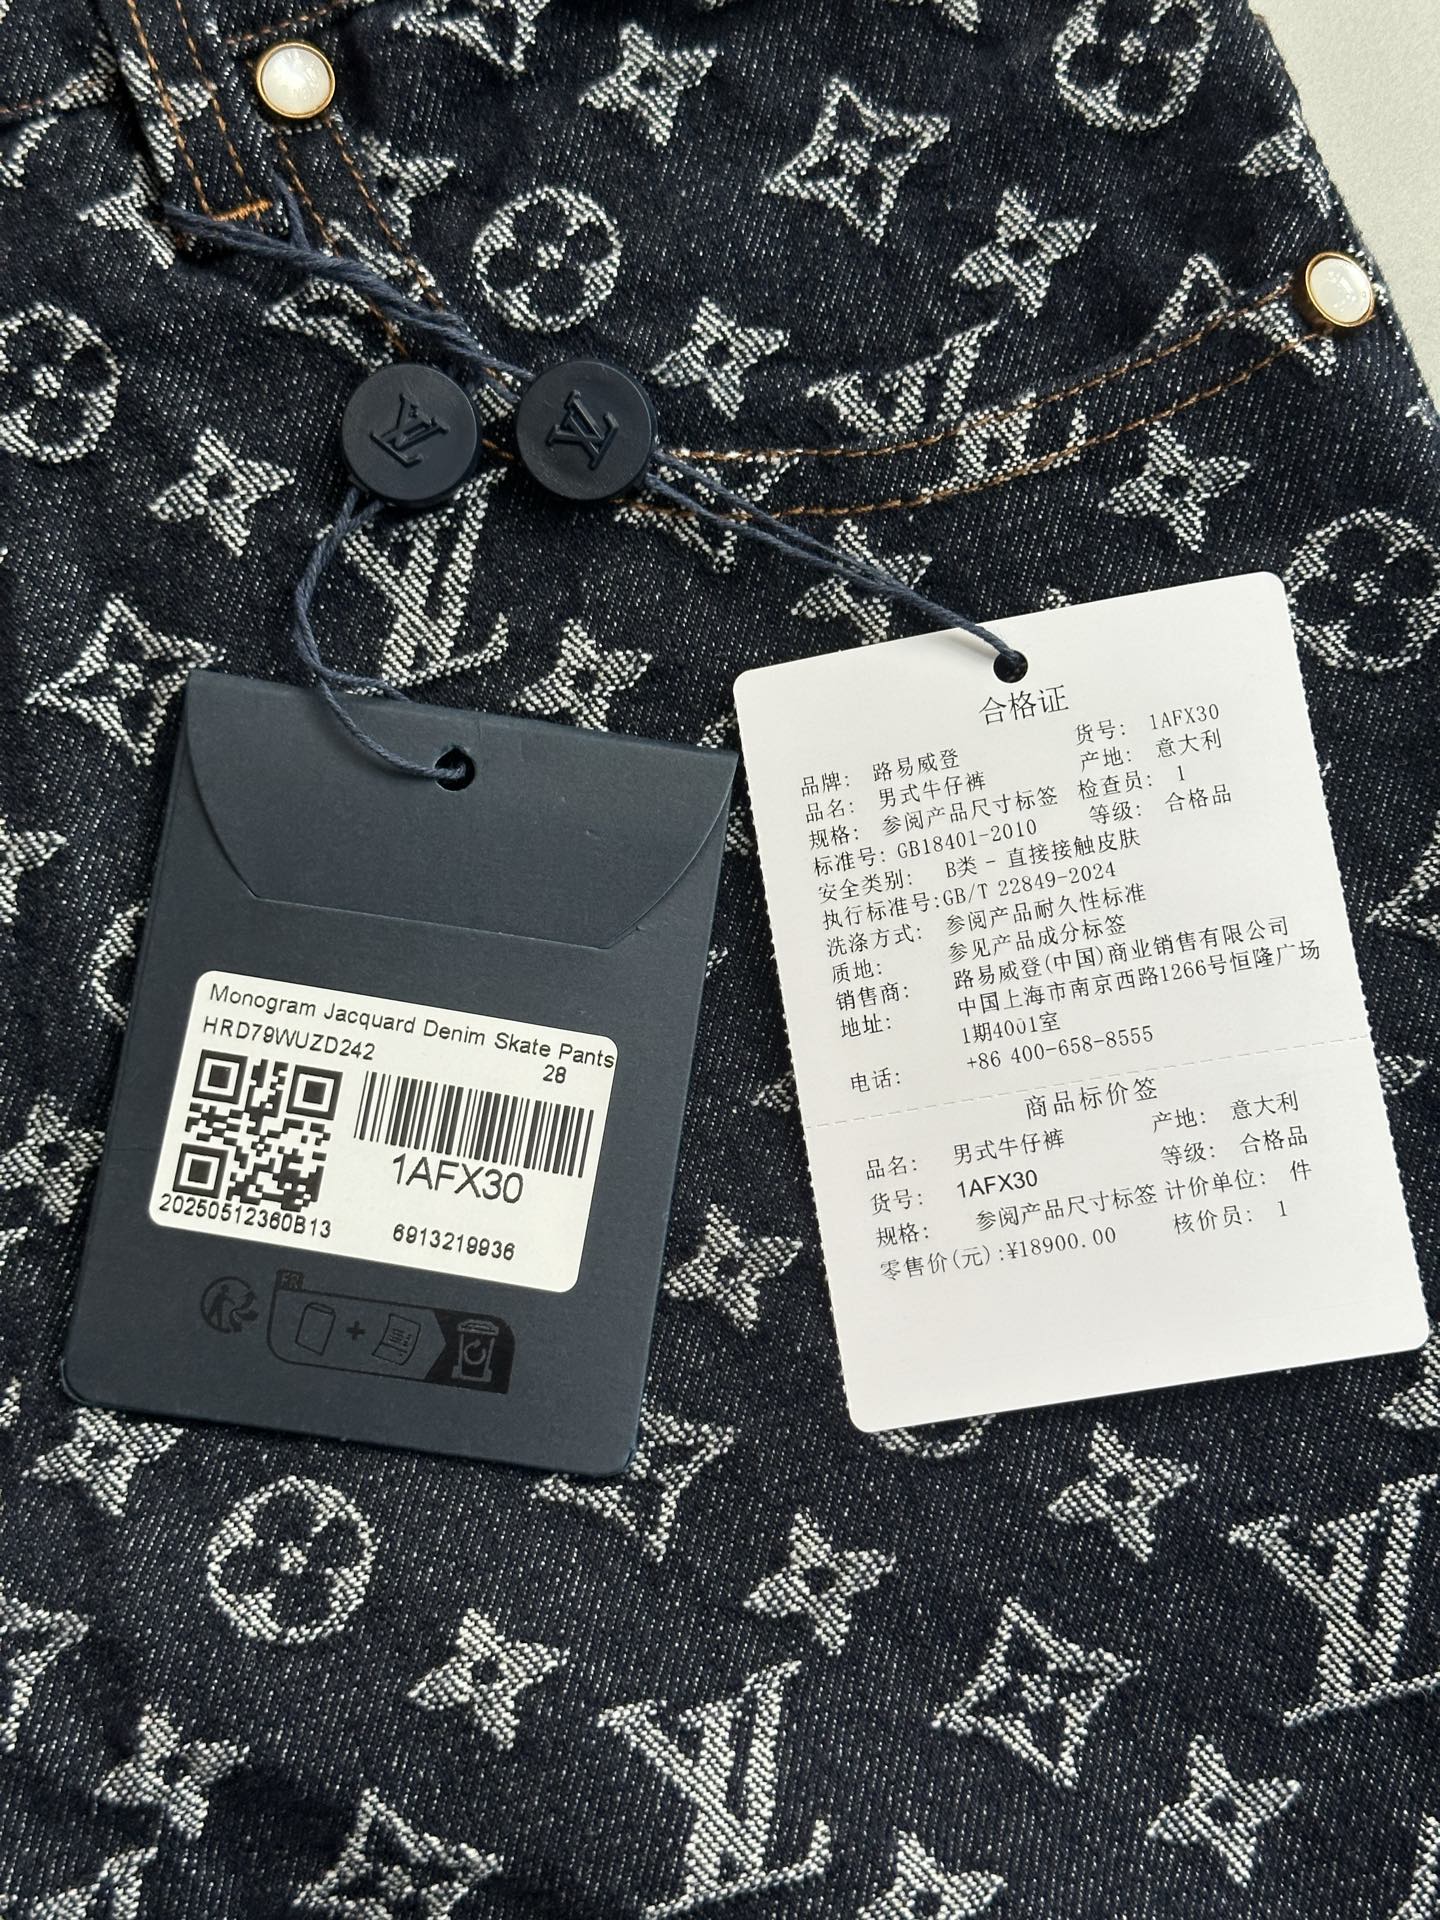 Monogram Jacquard Denim Skate Pants
HRD79WUZD242
28
1AFX30
20250512360B13
6913219936
FR
合格证
品牌: 路易威登 货号: 1AFX30
品名: 男式牛仔裤 产地: 意大利
规格: 参阅产品尺寸标签 检查员: 1
标准号: GB18401-2010 等级: 合格品
安全类别: B类 - 直接接触皮肤
执行标准号:GB/T 22849-2024
洗涤方式: 参阅产品耐久性标准
质地: 参见产品成分标签
销售商: 路易威登(中国)商业销售有限公司
地址: 中国上海市南京西路1266号恒隆广场
1期4001室
电话: +86 400-658-8555
商品标价签
品名: 男式牛仔裤 产地: 意大利
货号: 1AFX30 等级: 合格品
规格: 参阅产品尺寸标签 计价单位: 件
零售价(元):¥18900.00 核价员: 1